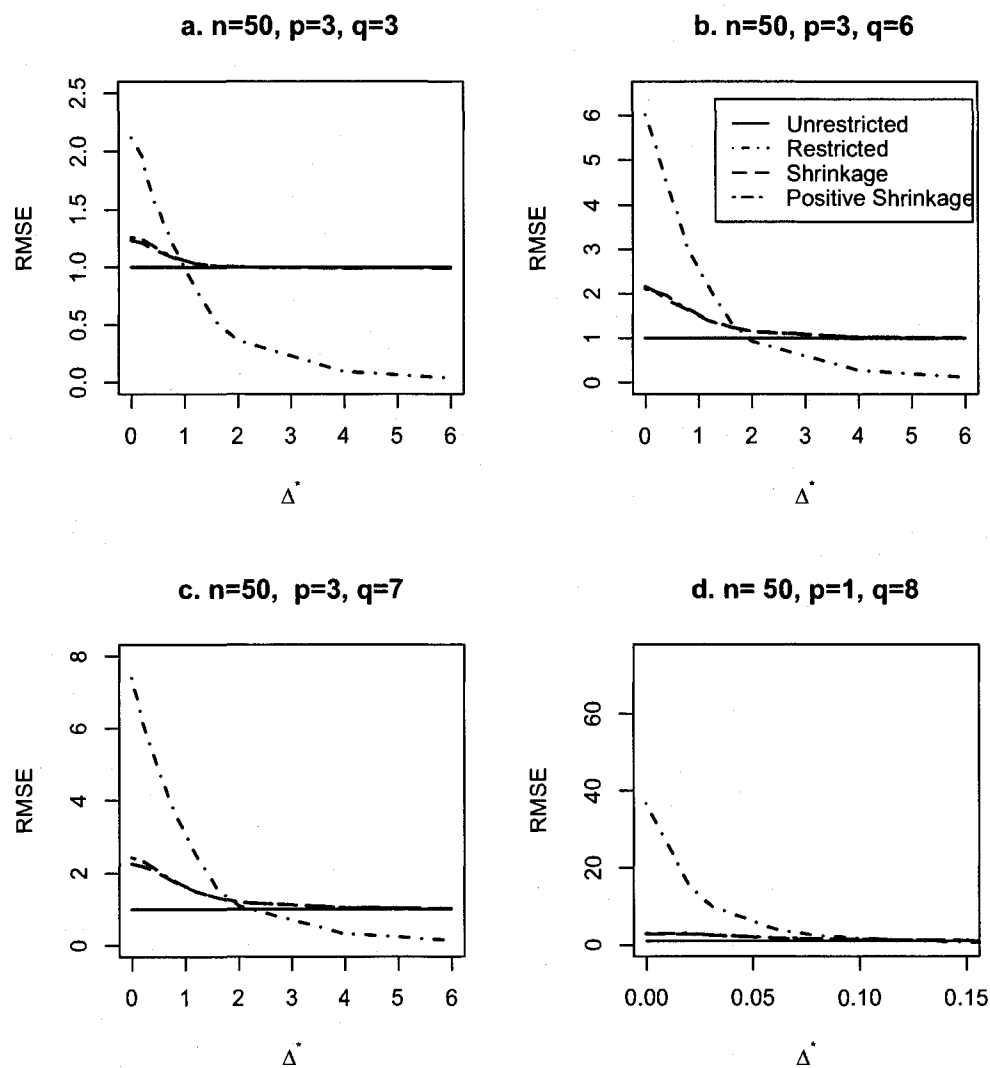 a. n=50, p=3, q=3
RMSE
2.5
2.0
1.5
1.0
0.5
0.0
0 1 2 3 4 5 6
Δ*
b. n=50, p=3, q=6
RMSE
6
5
4
3
2
1
0
Unrestricted
Restricted
Shrinkage
Positive Shrinkage
0 1 2 3 4 5 6
Δ*
c. n=50, p=3, q=7
RMSE
8
6
4
2
0
0 1 2 3 4 5 6
Δ*
d. n= 50, p=1, q=8
RMSE
60
40
20
0
0.00 0.05 0.10 0.15
Δ*